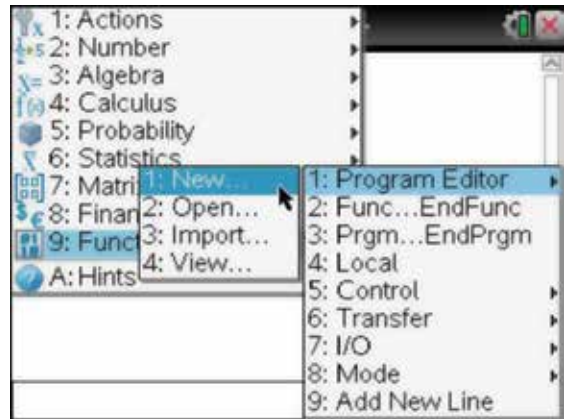 1: Actions
2: Number
3: Algebra
4: Calculus
5: Probability
6: Statistics
7: Matri
8: Finan
9: Funct
A: Hints
1: New...
2: Open...
3: Import...
4: View...
1: Program Editor
2: Func...EndFunc
3: Prgm...EndPrgm
4: Local
5: Control
6: Transfer
7: I/O
8: Mode
9: Add New Line